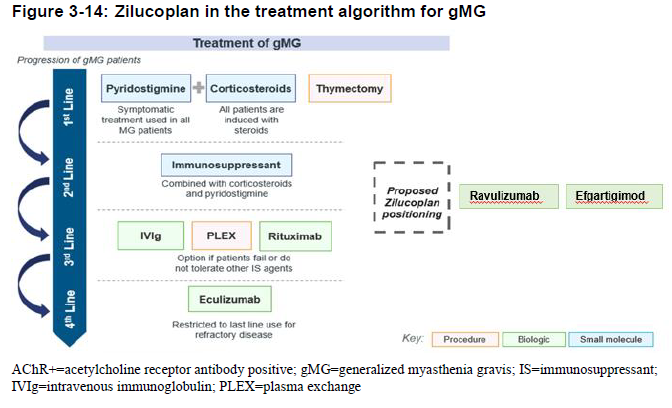 Figure 3-14: Zilucoplan in the treatment algorithm for gMG
Treatment of gMG
Progression of gMG patients
1st Line
Pyridostigmine + Corticosteroids
Thymectomy
Symptomatic
treatment used in all
MG patients
All patients are
induced with
steroids
2nd Line
Immunosuppressant
Combined with corticosteroids
and pyridostigmine
Proposed
Zilucoplan
positioning
Ravulizumab
Efgartigimod
3rd Line
IVIg
PLEX
Rituximab
Option if patients fail or do
not tolerate other IS agents
4th Line
Eculizumab
Restricted to last line use for
refractory disease
Key: Procedure Biologic Small molecule
AChR+=acetylcholine receptor antibody positive; gMG=generalized myasthenia gravis; IS=immunosuppressant;
IVIg=intravenous immunoglobulin; PLEX=plasma exchange